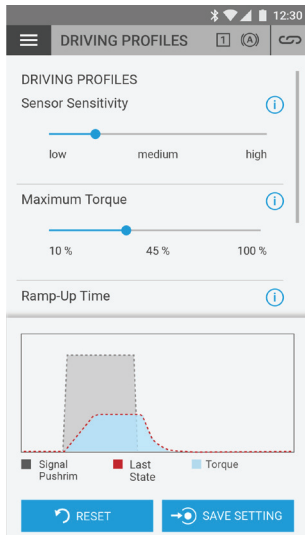 12:30
DRIVING PROFILES 1 (A)
DRIVING PROFILES
Sensor Sensitivity i
low medium high
Maximum Torque i
10 % 45 % 100 %
Ramp-Up Time i
Signal Last Torque
Pushrim State
RESET SAVE SETTING